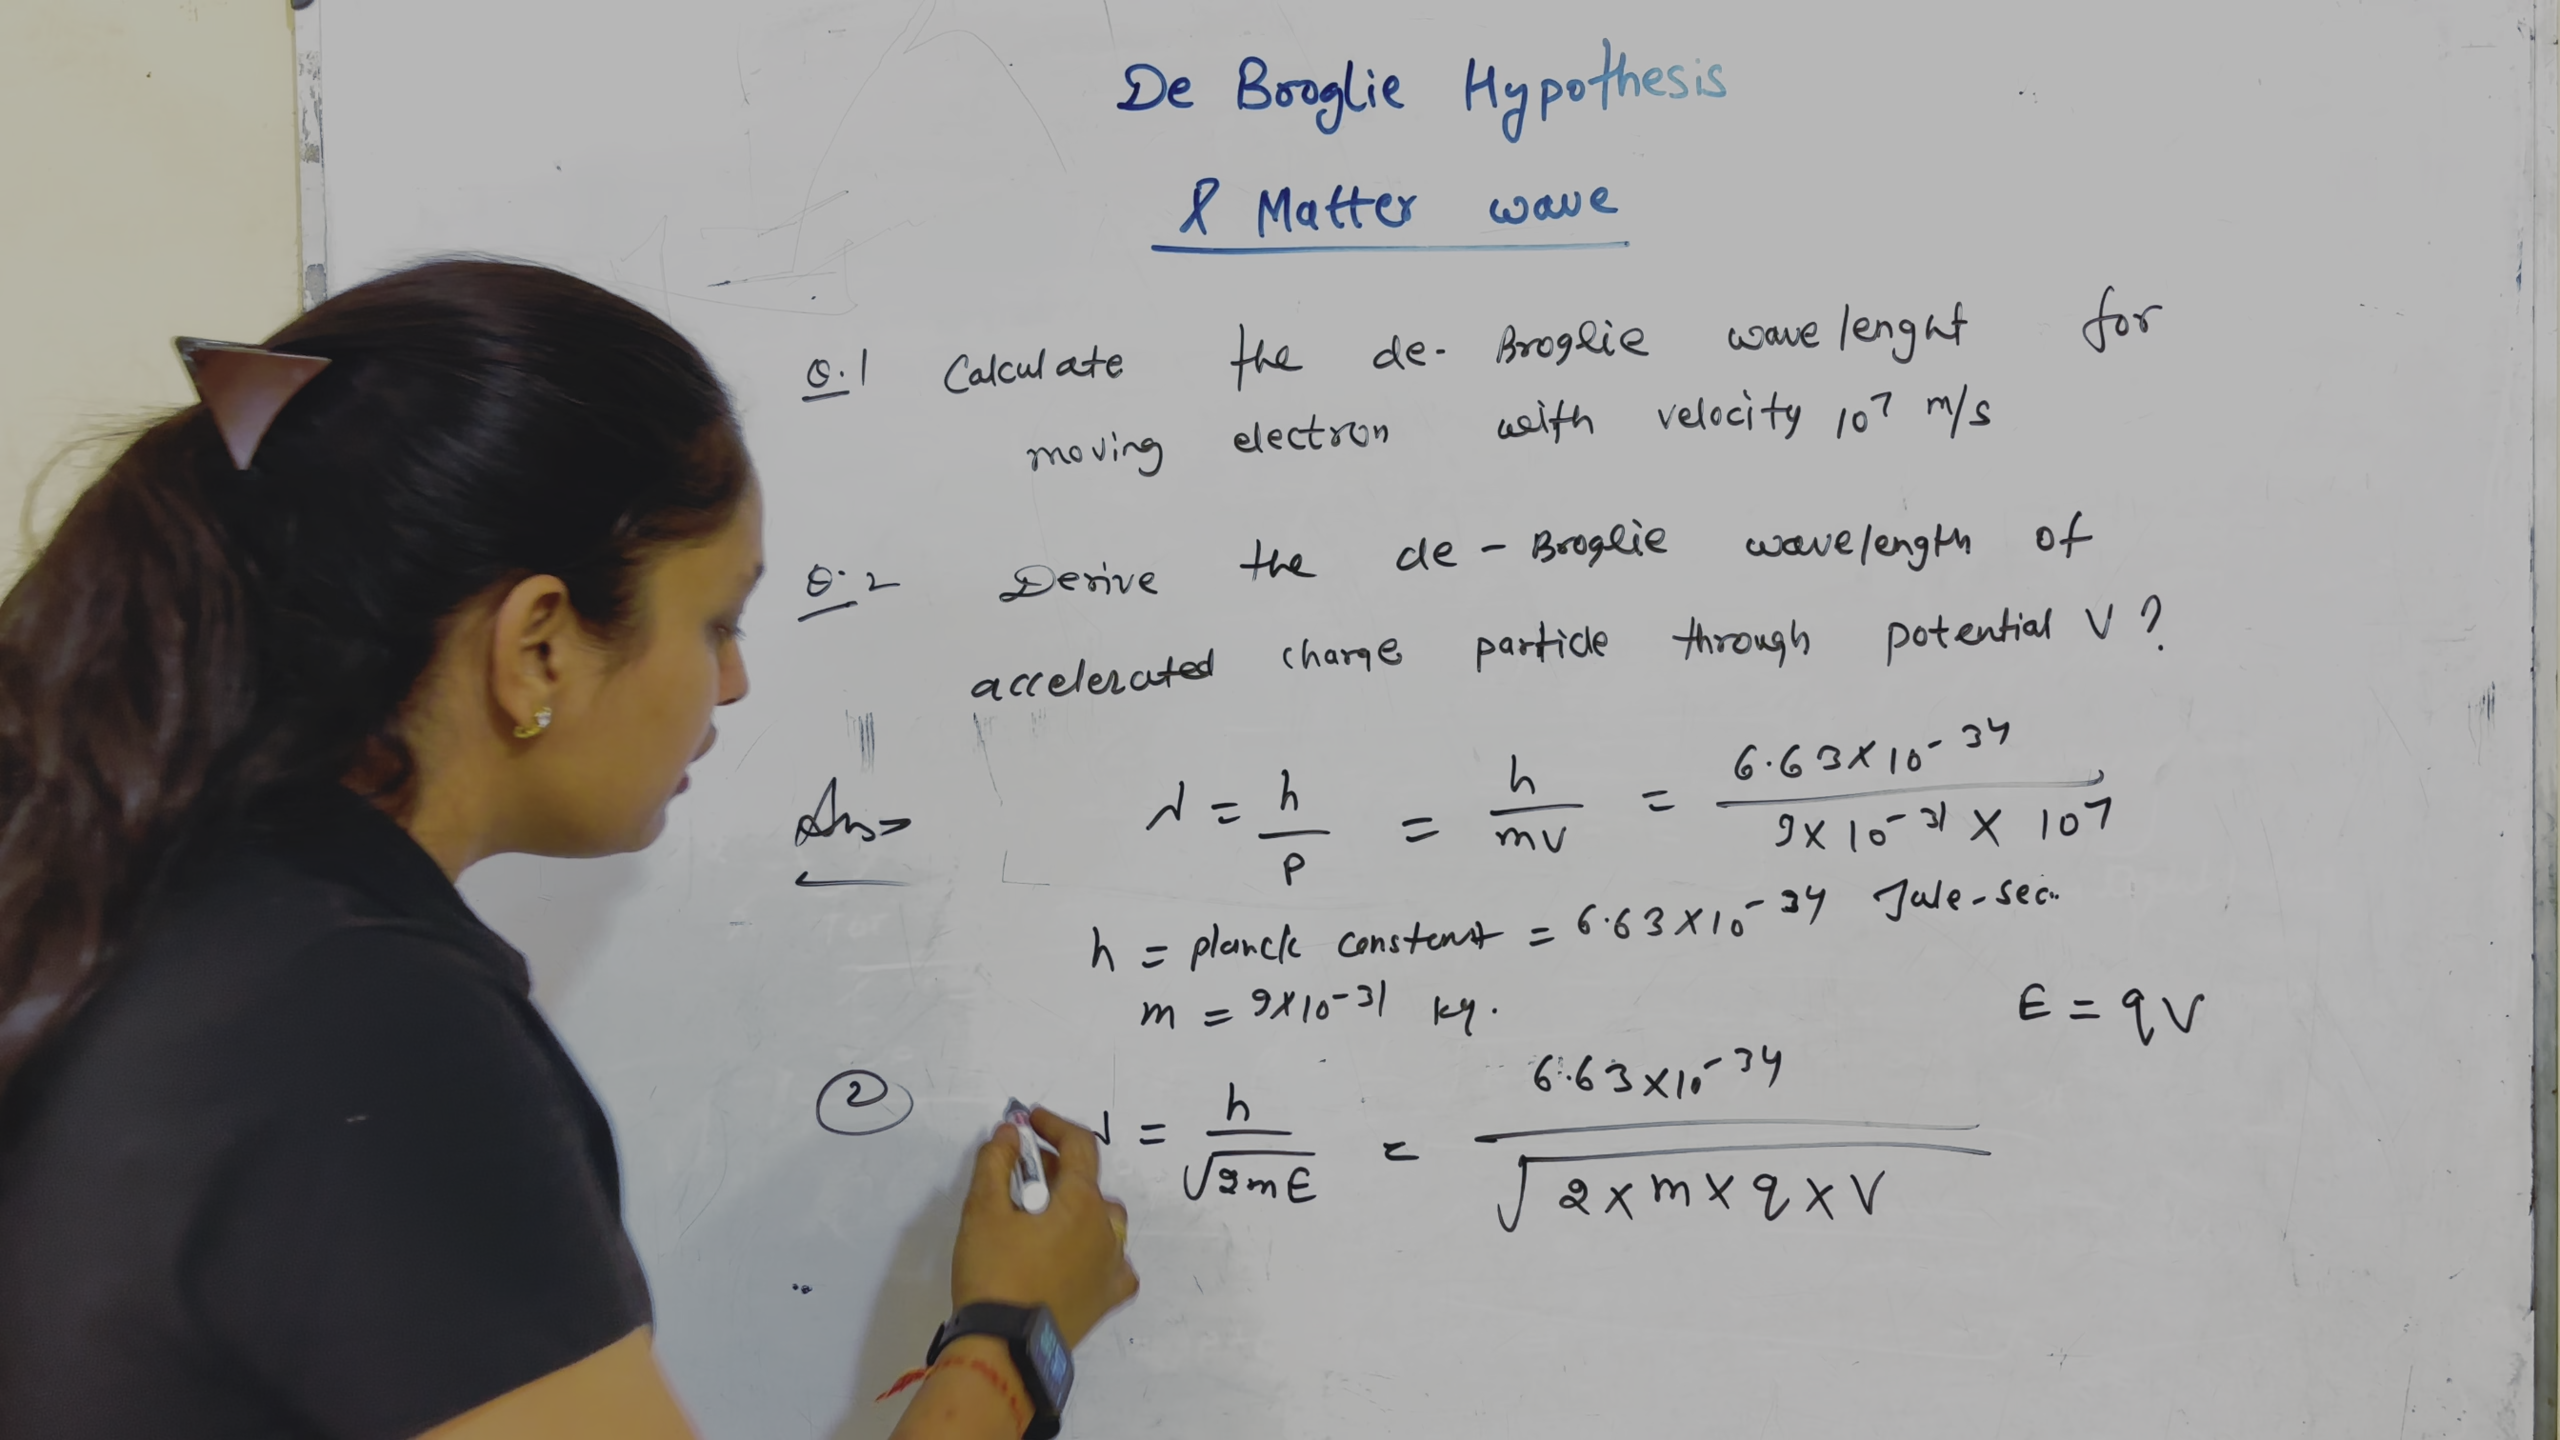 De Broglie Hypothesis
& Matter wave
Q.1 Calculate the de-Broglie wavelenght for
moving electron with velocity 10⁷ m/s
Q.2 Derive the de-Broglie wavelength of
accelerated charge particle through potential V?
Ans λ = h/p = h/mv = 6.63×10⁻³⁴ / 9×10⁻³¹ × 10⁷
h = planck constant = 6.63×10⁻³⁴ Jule-sec.
m = 9×10⁻³¹ kg.
E = qV
② λ = h/√2mE = 6.63×10⁻³⁴ / √2×m×q×V